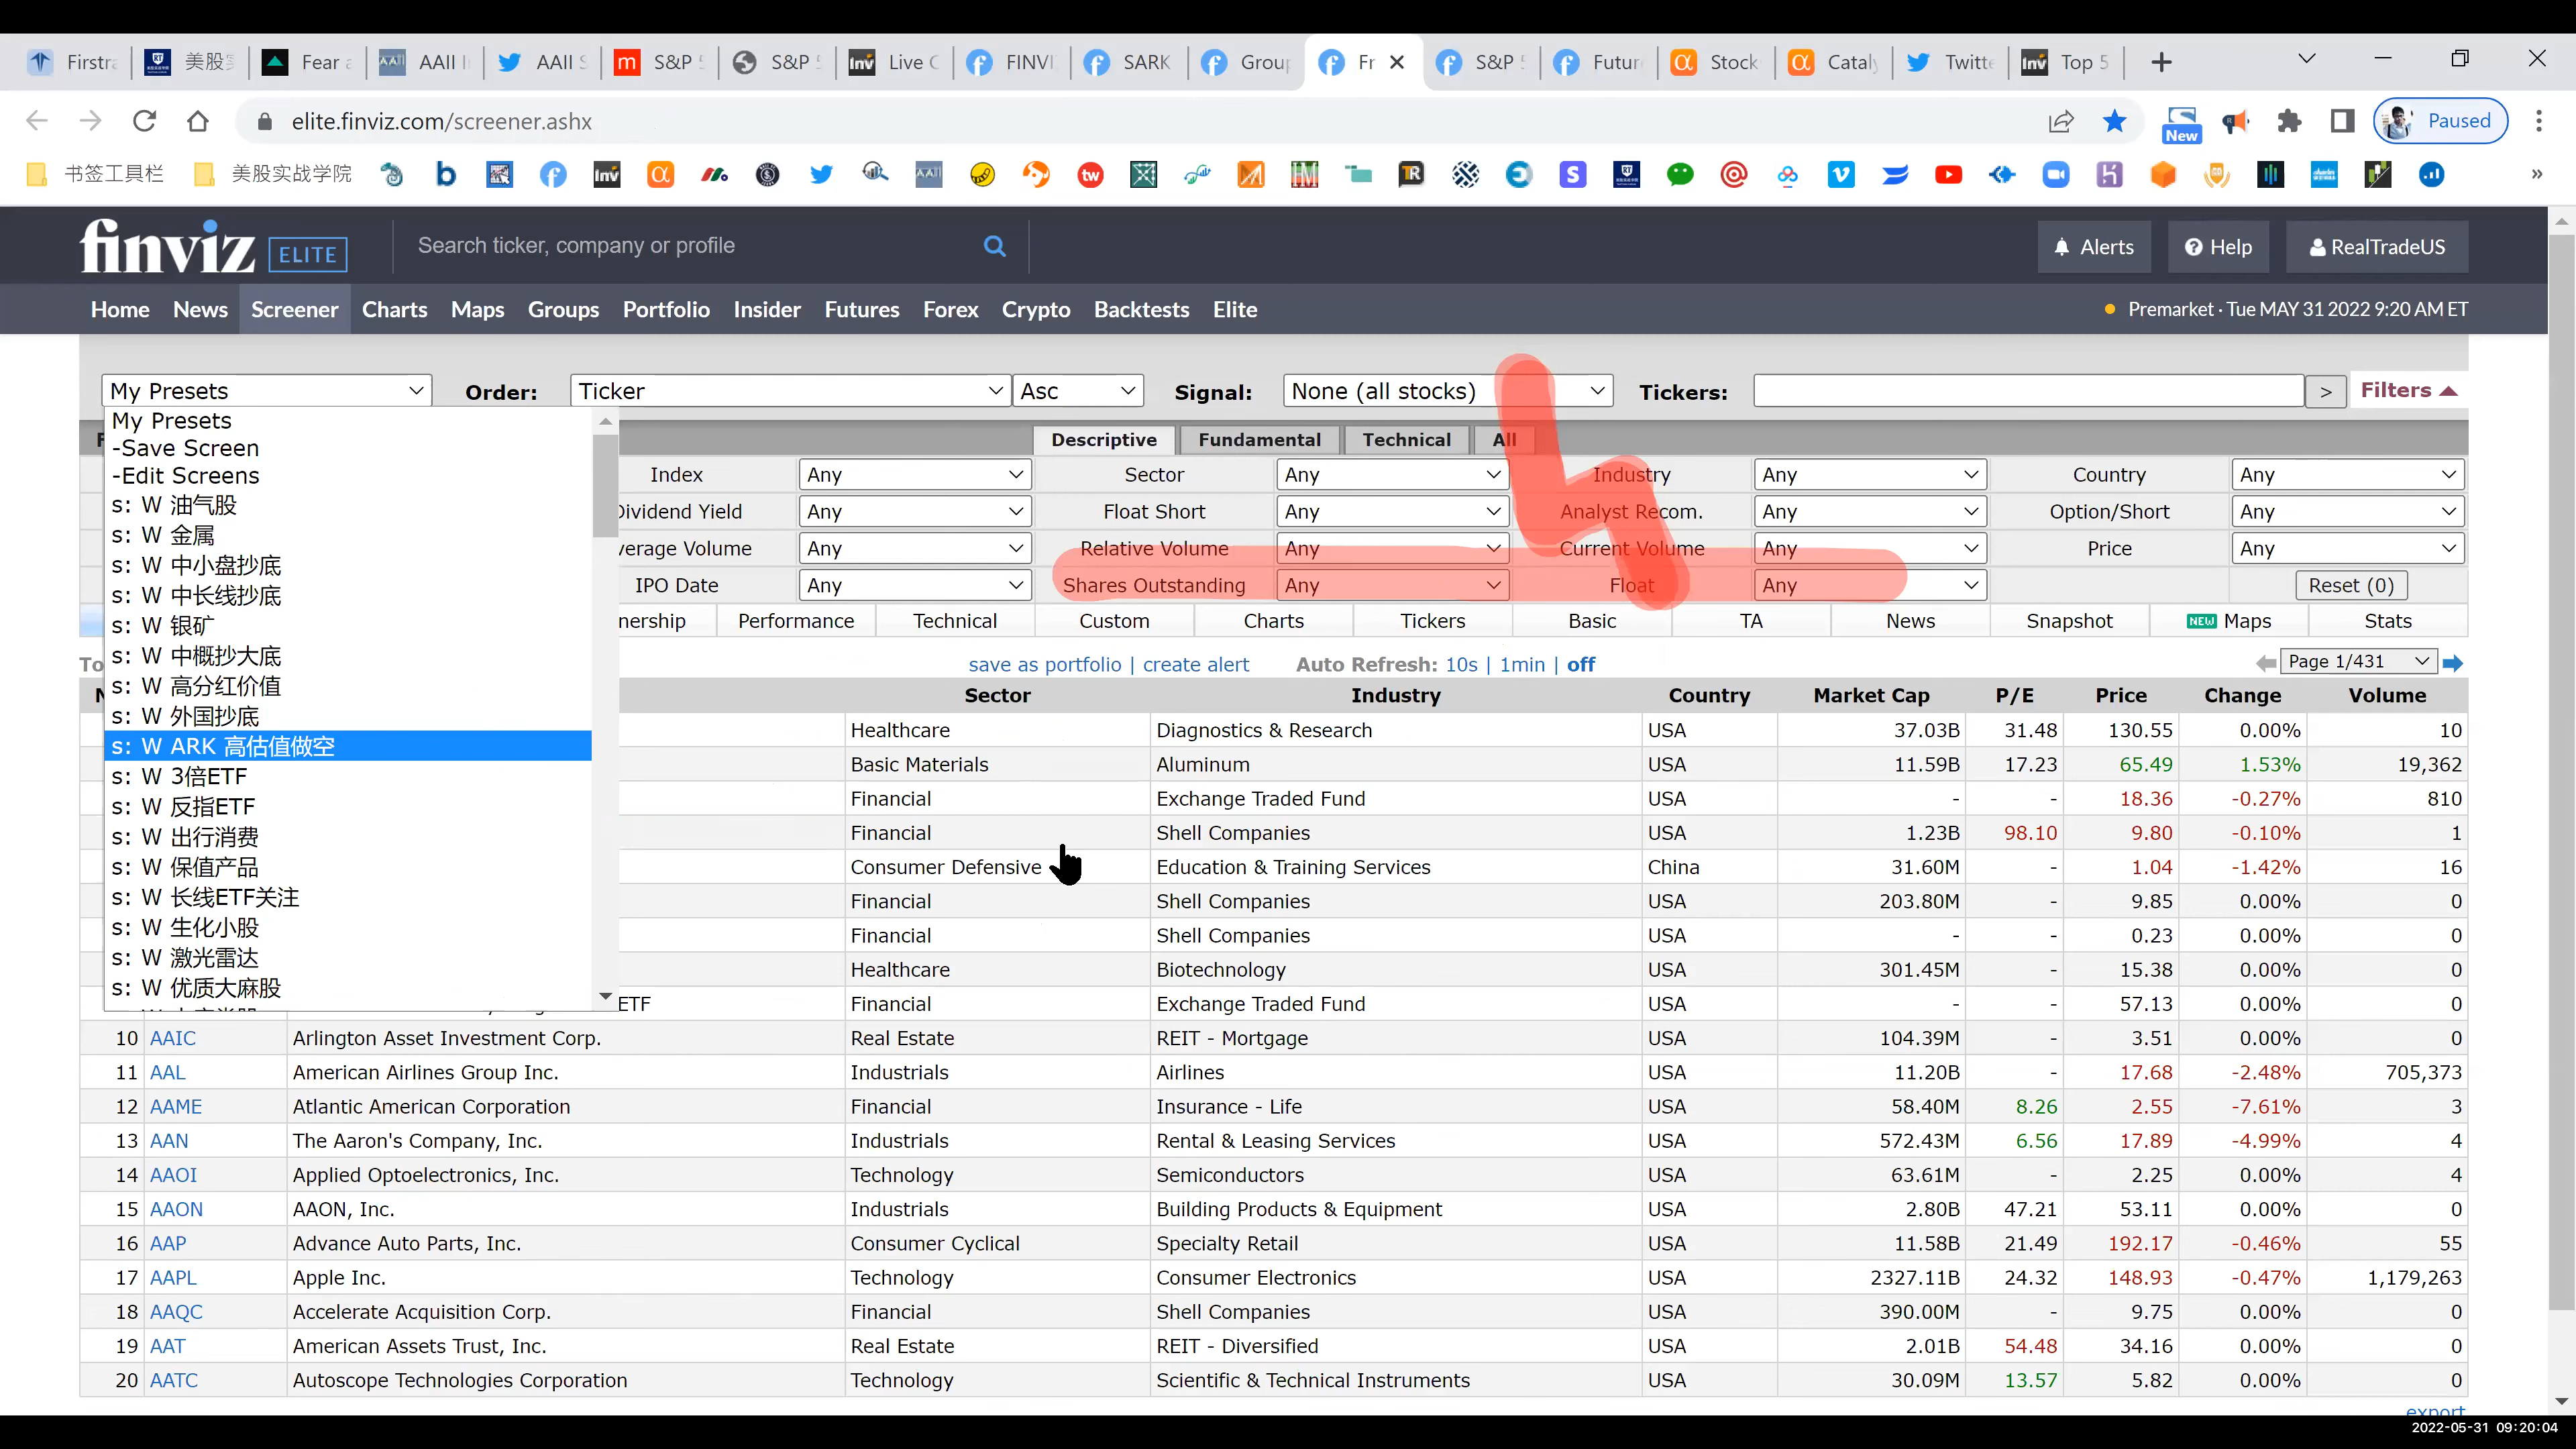 Firstra 美股实 Fear a AAII I AAII S S&P 5 S&P 5 Live C FINVI SARK Group Fr S&P 5 Futur Stock Cataly Twitte Top 5
elite.finviz.com/screener.ashx New Paused
书签工具栏 美股实战学院
finviz ELITE Search ticker, company or profile Alerts Help RealTradeUS
Home News Screener Charts Maps Groups Portfolio Insider Futures Forex Crypto Backtests Elite Premarket · Tue MAY 31 2022 9:20 AM ET
My Presets Order: Ticker Asc Signal: None (all stocks) Tickers: > Filters
My Presets
-Save Screen
-Edit Screens
s: W 油气股
s: W 金属
s: W 中小盘抄底
s: W 中长线抄底
s: W 银矿
s: W 中概抄大底
s: W 高分红价值
s: W 外国抄底
s: W ARK 高估值做空
s: W 3倍ETF
s: W 反指ETF
s: W 出行消费
s: W 保值产品
s: W 长线ETF关注
s: W 生化小股
s: W 激光雷达
s: W 优质大麻股
Descriptive Fundamental Technical All
Index Any Sector Any Industry Any Country Any
Dividend Yield Any Float Short Any Analyst Recom. Any Option/Short Any
verage Volume Any Relative Volume Any Current Volume Any Price Any
IPO Date Any Shares Outstanding Any Float Any Reset (0)
nership Performance Technical Custom Charts Tickers Basic TA News Snapshot NEW Maps Stats
To save as portfolio | create alert Auto Refresh: 10s | 1min | off Page 1/431
Sector Industry Country Market Cap P/E Price Change Volume
Healthcare Diagnostics & Research USA 37.03B 31.48 130.55 0.00% 10
Basic Materials Aluminum USA 11.59B 17.23 65.49 1.53% 19,362
Financial Exchange Traded Fund USA - - 18.36 -0.27% 810
Financial Shell Companies USA 1.23B 98.10 9.80 -0.10% 1
Consumer Defensive Education & Training Services China 31.60M - 1.04 -1.42% 16
Financial Shell Companies USA 203.80M - 9.85 0.00% 0
Financial Shell Companies USA - - 0.23 0.00% 0
Healthcare Biotechnology USA 301.45M - 15.38 0.00% 0
ETF Financial Exchange Traded Fund USA - - 57.13 0.00% 0
10 AAIC Arlington Asset Investment Corp. Real Estate REIT - Mortgage USA 104.39M - 3.51 0.00% 0
11 AAL American Airlines Group Inc. Industrials Airlines USA 11.20B - 17.68 -2.48% 705,373
12 AAME Atlantic American Corporation Financial Insurance - Life USA 58.40M 8.26 2.55 -7.61% 3
13 AAN The Aaron's Company, Inc. Industrials Rental & Leasing Services USA 572.43M 6.56 17.89 -4.99% 4
14 AAOI Applied Optoelectronics, Inc. Technology Semiconductors USA 63.61M - 2.25 0.00% 4
15 AAON AAON, Inc. Industrials Building Products & Equipment USA 2.80B 47.21 53.11 0.00% 0
16 AAP Advance Auto Parts, Inc. Consumer Cyclical Specialty Retail USA 11.58B 21.49 192.17 -0.46% 55
17 AAPL Apple Inc. Technology Consumer Electronics USA 2327.11B 24.32 148.93 -0.47% 1,179,263
18 AAQC Accelerate Acquisition Corp. Financial Shell Companies USA 390.00M - 9.75 0.00% 0
19 AAT American Assets Trust, Inc. Real Estate REIT - Diversified USA 2.01B 54.48 34.16 0.00% 0
20 AATC Autoscope Technologies Corporation Technology Scientific & Technical Instruments USA 30.09M 13.57 5.82 0.00% 0
export
2022-05-31 09:20:04